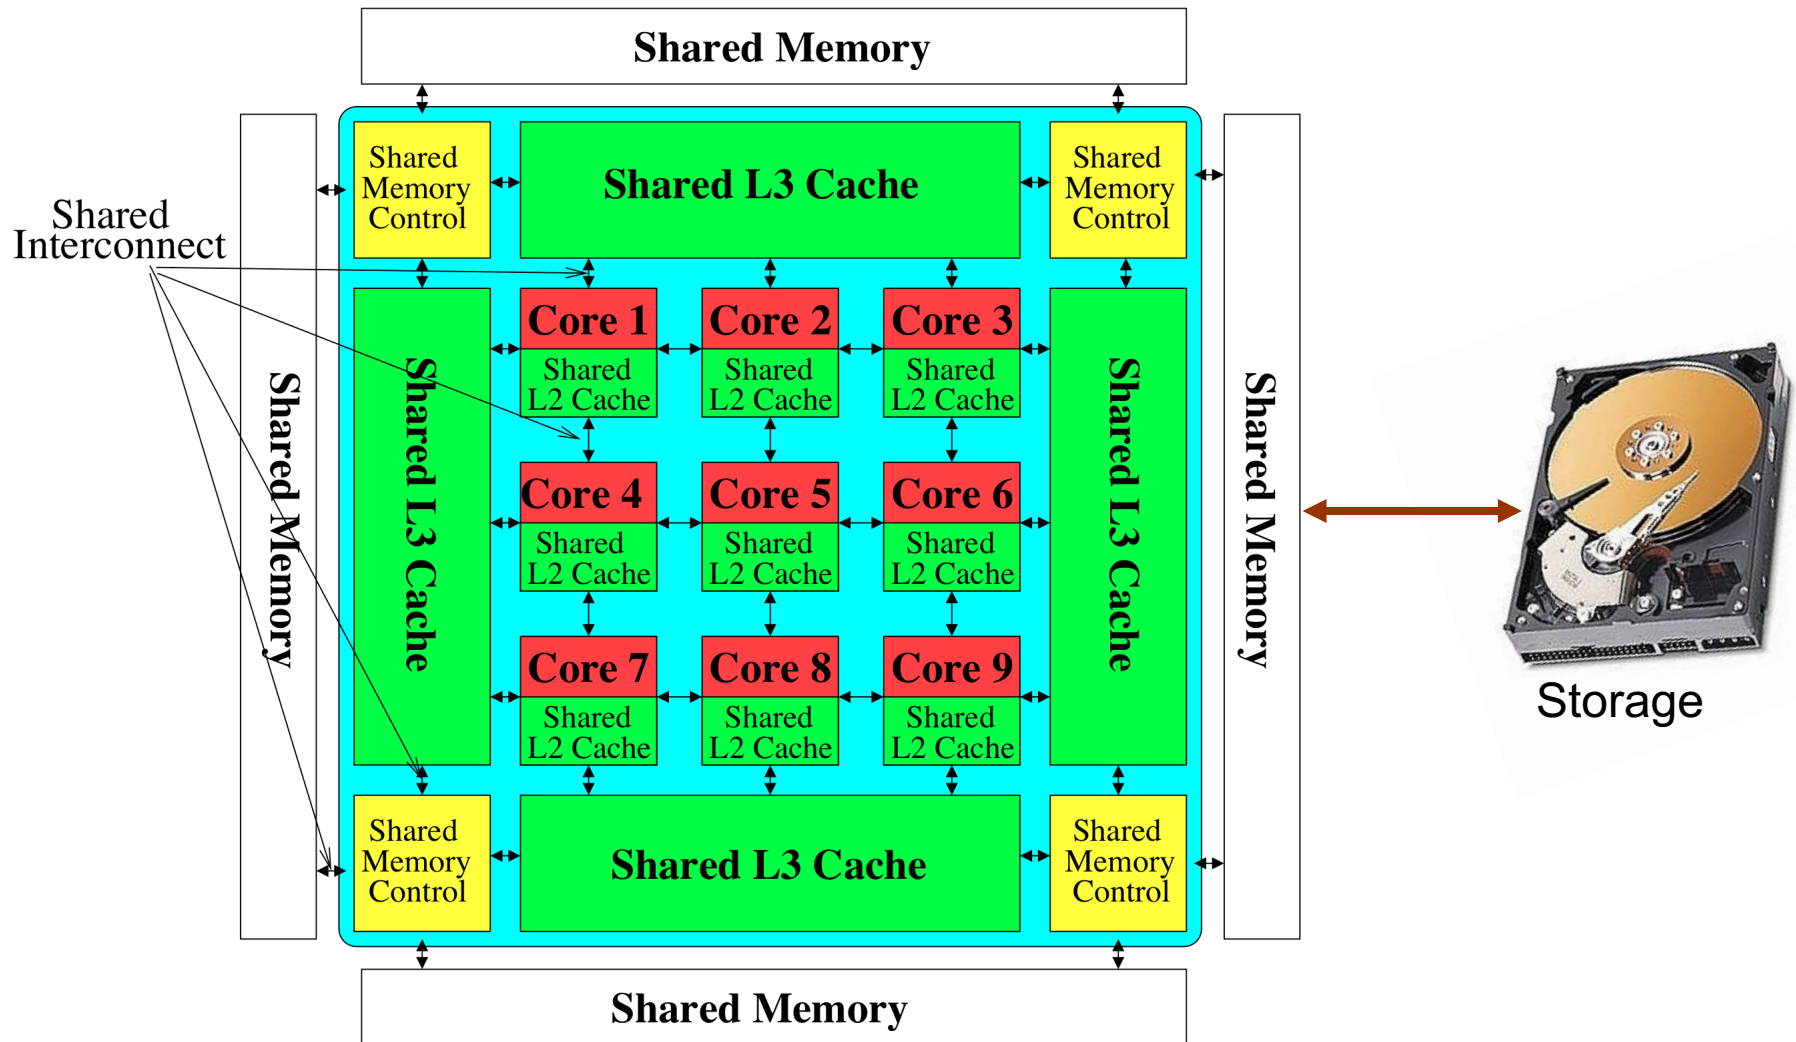 Shared Memory
Shared
Memory
Control
Shared L3 Cache
Shared
Memory
Control
Shared
Interconnect
Shared Memory
Shared L3 Cache
Core 1
Shared
L2 Cache
Core 2
Shared
L2 Cache
Core 3
Shared
L2 Cache
Core 4
Shared
L2 Cache
Core 5
Shared
L2 Cache
Core 6
Shared
L2 Cache
Core 7
Shared
L2 Cache
Core 8
Shared
L2 Cache
Core 9
Shared
L2 Cache
Shared L3 Cache
Shared Memory
Storage
Shared
Memory
Control
Shared L3 Cache
Shared
Memory
Control
Shared Memory